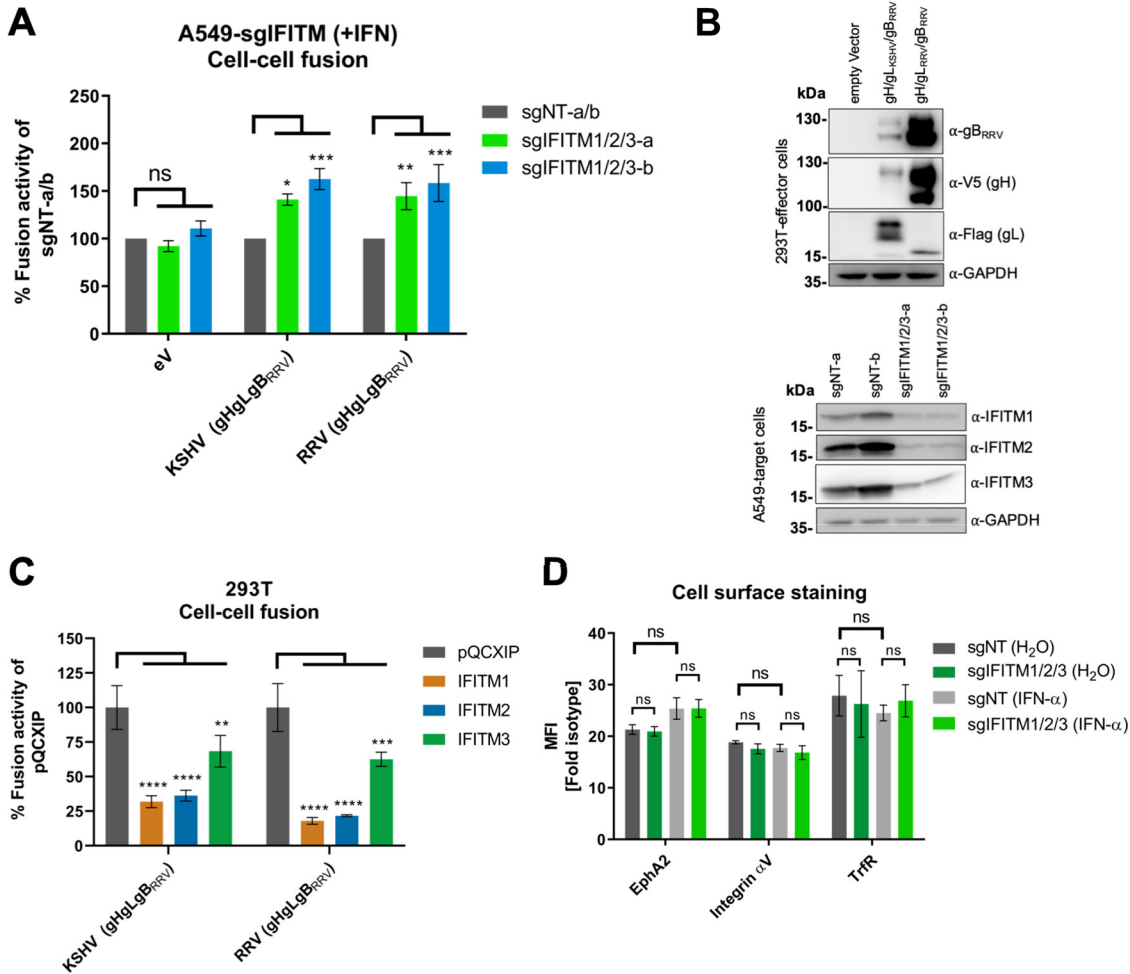 A
A549-sgIFITM (+IFN)
Cell-cell fusion
% Fusion activity of
sgNT-a/b
250
200
150
100
50
0
ns
*
***
**
***
eV
KSHV (gHgLgBRRV)
RRV (gHgLgBRRV)
sgNT-a/b
sgIFITM1/2/3-a
sgIFITM1/2/3-b
B
empty Vector
gH/gLKSHV/gBRRV
gH/gLRRV/gBRRV
kDa
293T-effector cells
130-
α-gBRRV
130-
α-V5 (gH)
100-
α-Flag (gL)
15-
α-GAPDH
35-
sgNT-a
sgNT-b
sgIFITM1/2/3-a
sgIFITM1/2/3-b
kDa
A549-target cells
α-IFITM1
15-
α-IFITM2
15-
α-IFITM3
15-
α-GAPDH
35-
C
293T
Cell-cell fusion
% Fusion activity of
pQCXIP
150
125
100
75
50
25
0
****
****
**
****
****
***
KSHV (gHgLgBRRV)
RRV (gHgLgBRRV)
pQCXIP
IFITM1
IFITM2
IFITM3
D
Cell surface staining
MFI
[Fold isotype]
40
30
20
10
0
ns
ns
ns
ns
ns
ns
ns
ns
ns
EphA2
Integrin αV
TrfR
sgNT (H2O)
sgIFITM1/2/3 (H2O)
sgNT (IFN-α)
sgIFITM1/2/3 (IFN-α)